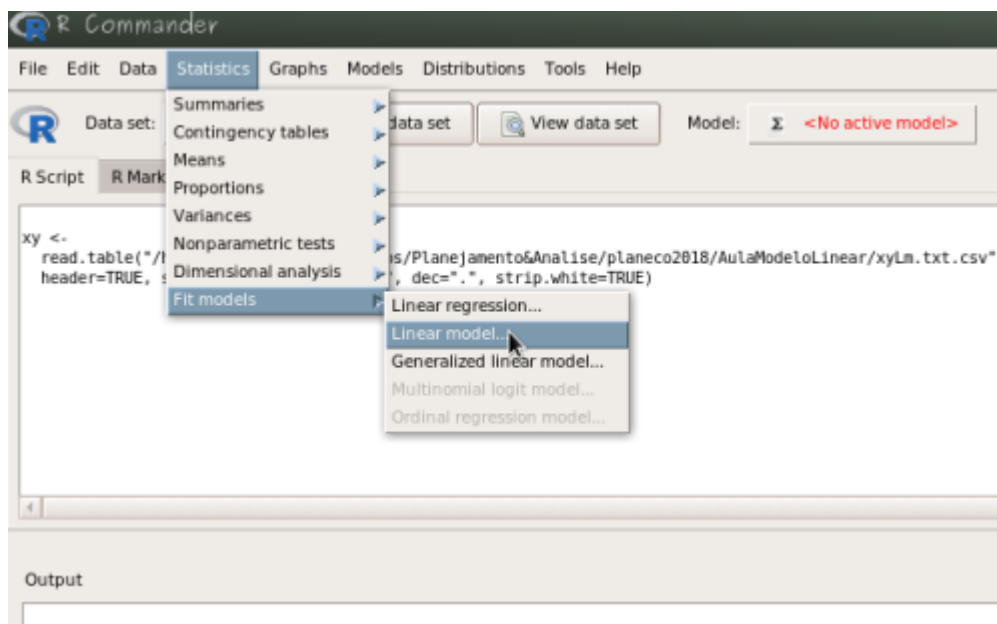 R Commander
File Edit Data Statistics Graphs Models Distributions Tools Help
R Data set: data set View data set Model: Σ <No active model>
Summaries
Contingency tables
Means
Proportions
Variances
Nonparametric tests
Dimensional analysis
Fit models
Linear regression...
Linear model...
Generalized linear model...
Multinomial logit model...
Ordinal regression model...
R Script R Mark
xy <-
read.table("/ s/Planejamento&Analise/planeco2018/AulaModeloLinear/xyLm.txt.csv"
header=TRUE, ", dec=".", strip.white=TRUE)
Output